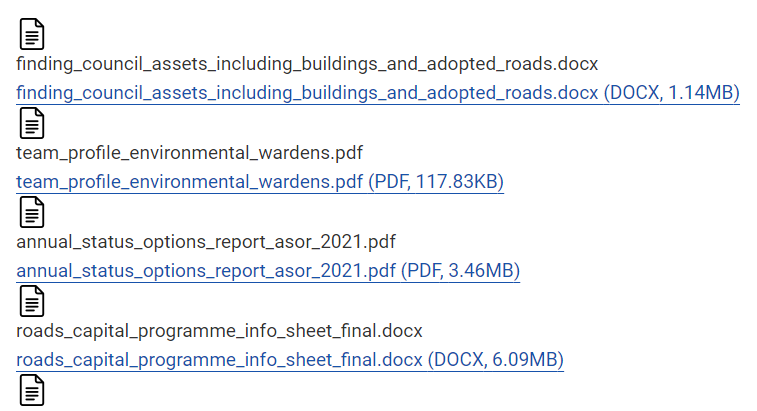 finding_council_assets_including_buildings_and_adopted_roads.docx
finding_council_assets_including_buildings_and_adopted_roads.docx (DOCX, 1.14MB)
team_profile_environmental_wardens.pdf
team_profile_environmental_wardens.pdf (PDF, 117.83KB)
annual_status_options_report_asor_2021.pdf
annual_status_options_report_asor_2021.pdf (PDF, 3.46MB)
roads_capital_programme_info_sheet_final.docx
roads_capital_programme_info_sheet_final.docx (DOCX, 6.09MB)